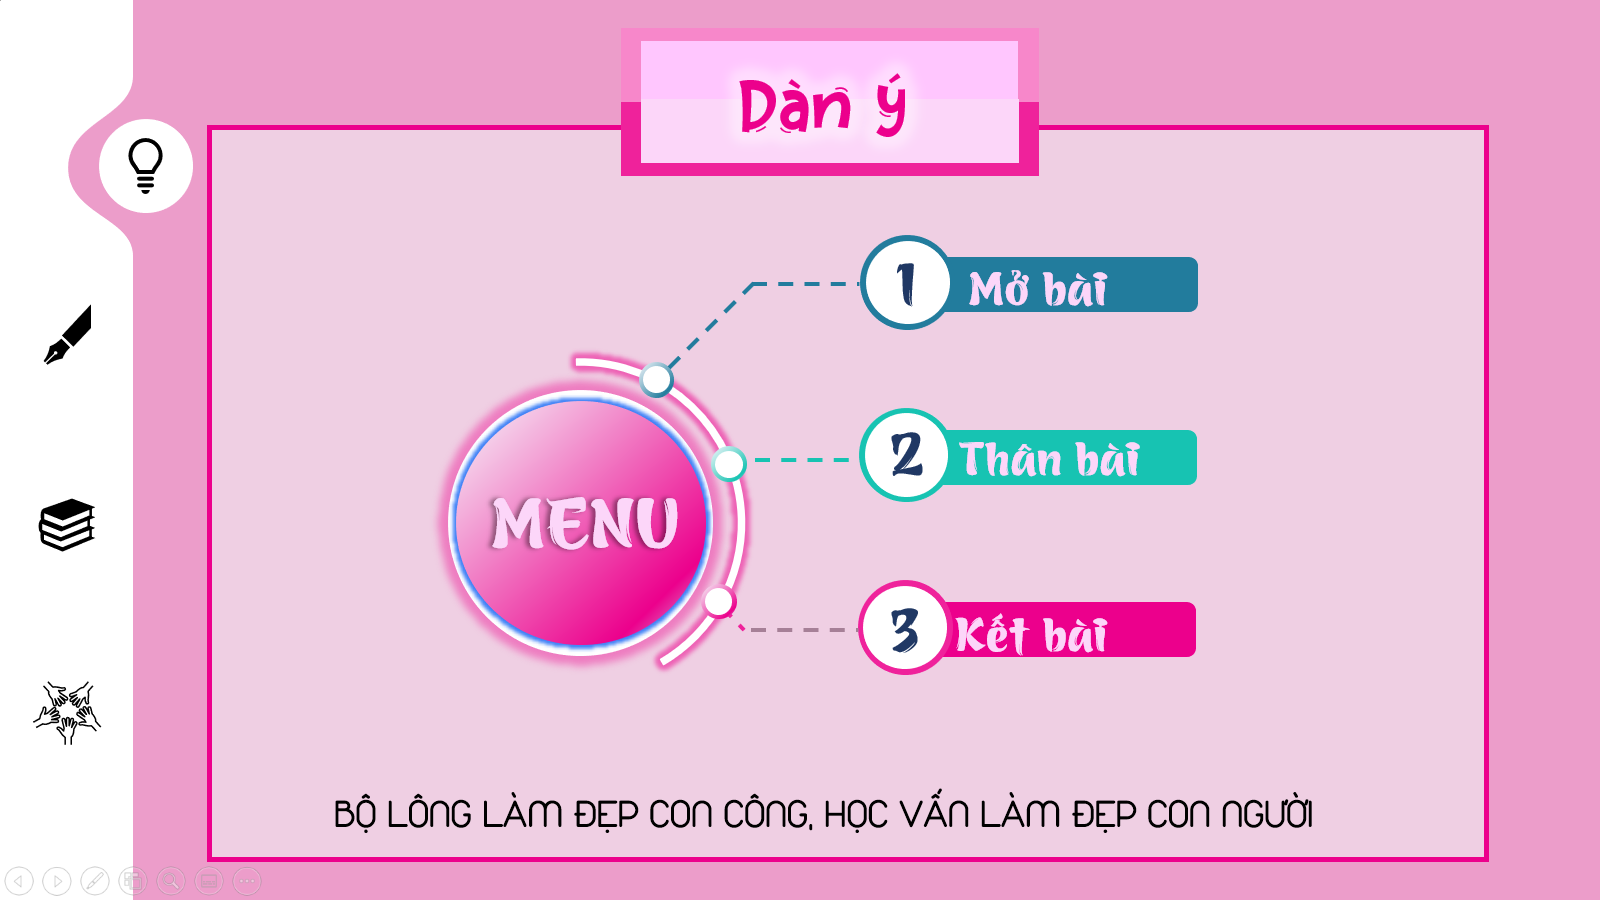 Dàn ý
1
Mở bài
MENU
2
Thân bài
3
Kết bài
BỘ LÔNG LÀM ĐẸP CON CÔNG, HỌC VẤN LÀM ĐẸP CON NGƯỜI